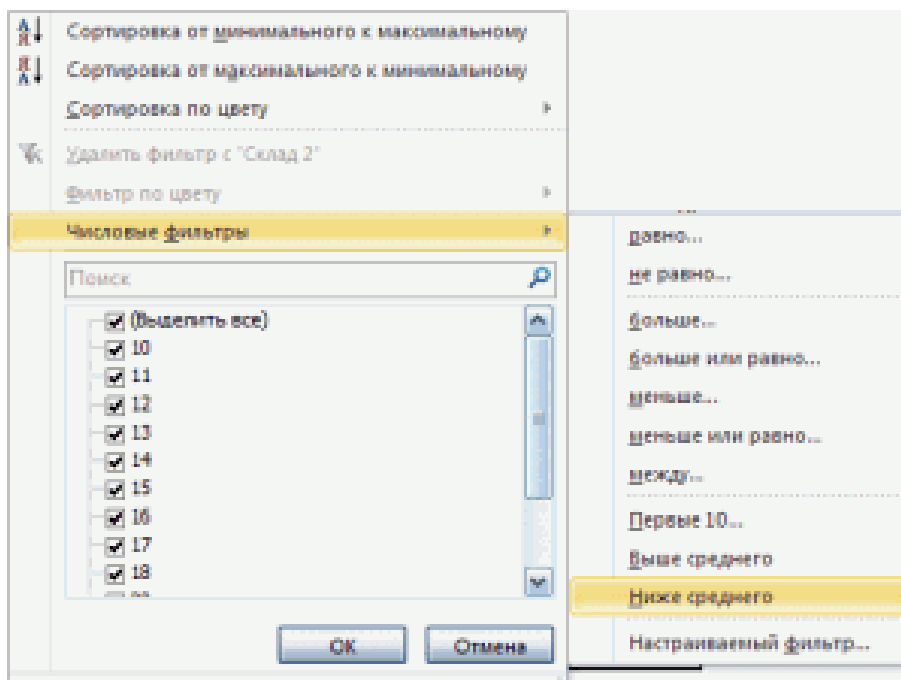 Сортировка от минимального к максимальному
Сортировка от максимального к минимальному
Сортировка по цвету
Удалить фильтр с "Склад 2"
Фильтр по цвету
Числовые фильтры
Поиск
(Выделить все)
10
11
12
13
14
15
16
17
18
ОК
Отмена
равно...
не равно...
больше...
больше или равно...
меньше...
меньше или равно...
между...
Первые 10...
Выше среднего
Ниже среднего
Настраиваемый фильтр...